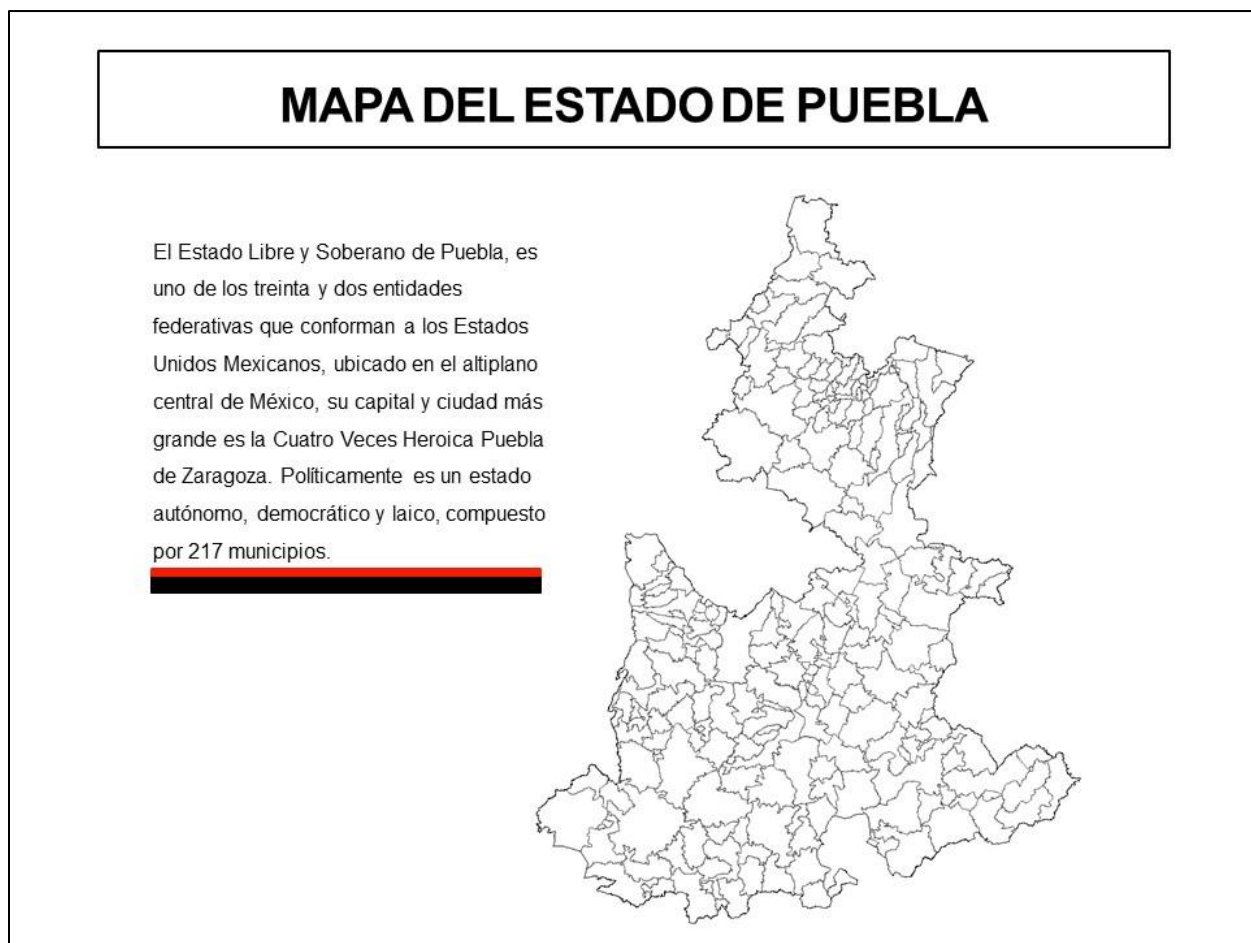 MAPA DEL ESTADO DE PUEBLA
El Estado Libre y Soberano de Puebla, es
uno de los treinta y dos entidades
federativas que conforman a los Estados
Unidos Mexicanos, ubicado en el altiplano
central de México, su capital y ciudad más
grande es la Cuatro Veces Heroica Puebla
de Zaragoza. Políticamente es un estado
autónomo, democrático y laico, compuesto
por 217 municipios.